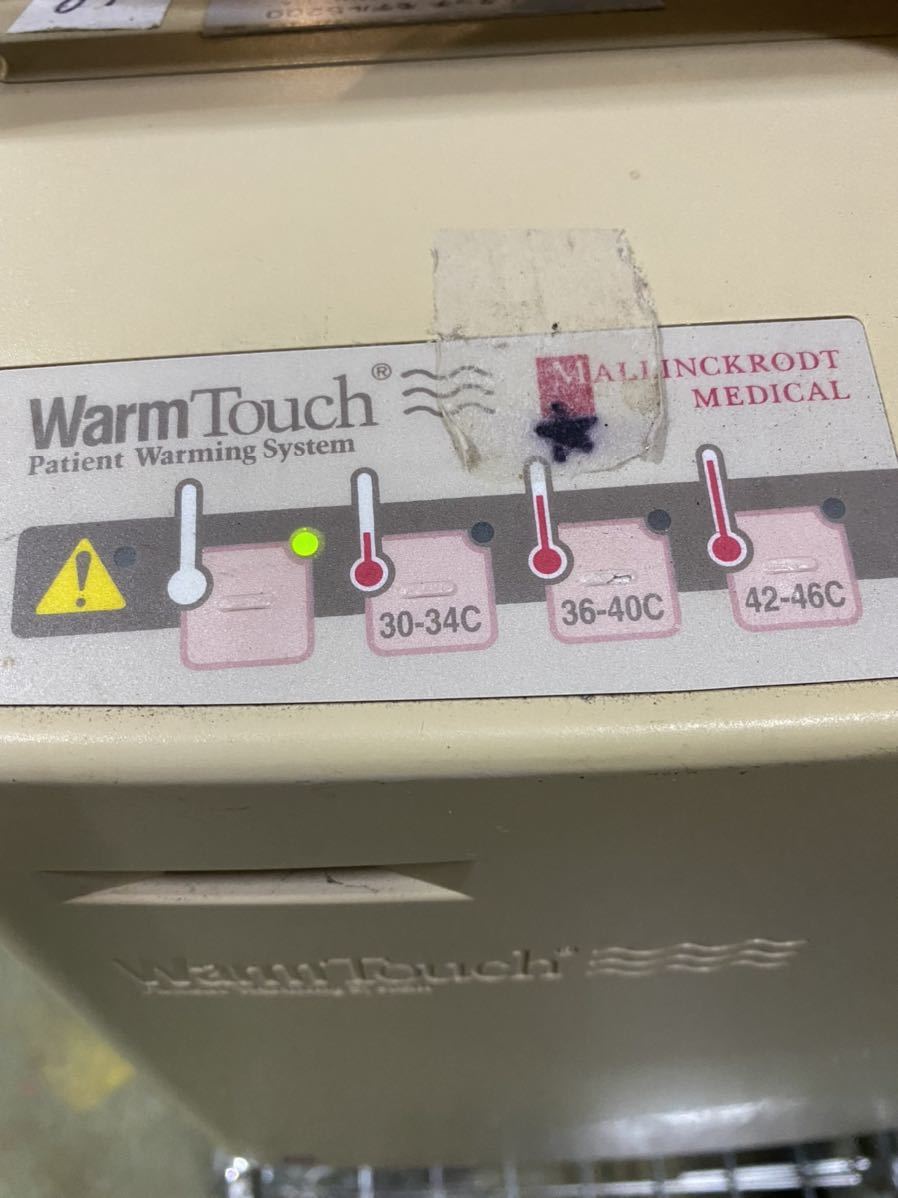 WarmTouch®
Patient Warming System
MALLINCKRODT
MEDICAL
30-34C
36-40C
42-46C
WarmTouch